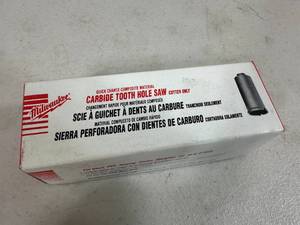 Milwaukee
QUICK CHANGE COMPOSITE MATERIAL
CARBIDE TOOTH HOLE SAW CUTTER ONLY
CHANGEMENT RAPIDE POUR MATÉRIAUX COMPOSÉS
SCIE À GUICHET À DENTS AU CARBURE TRANCHOIR SEULEMENT
MATERIAL COMPUESTO DE CAMBIO RÁPIDO
SIERRA PERFORADORA CON DIENTES DE CARBURO CORTADORA SOLAMENTE